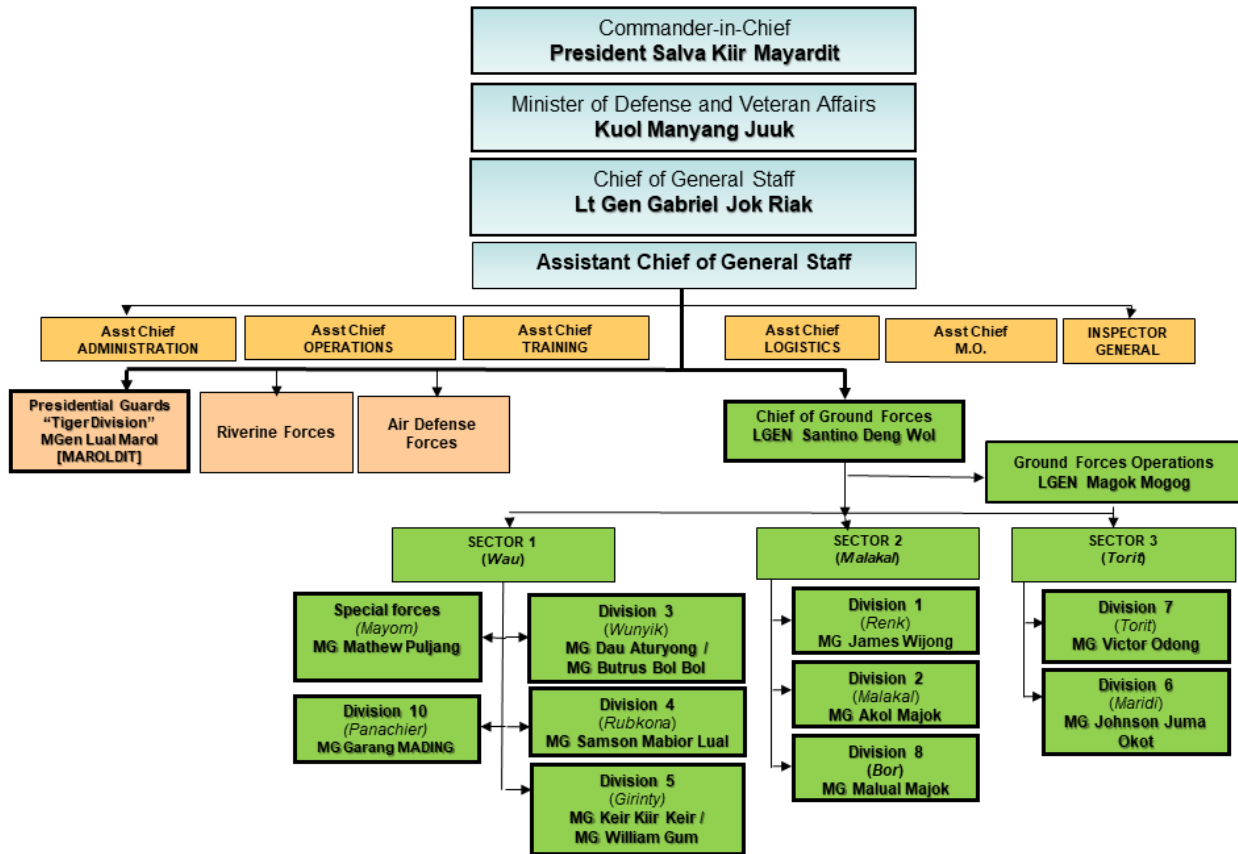 Commander-in-Chief
President Salva Kiir Mayardit
Minister of Defense and Veteran Affairs
Kuol Manyang Juuk
Chief of General Staff
Lt Gen Gabriel Jok Riak
Assistant Chief of General Staff
Asst Chief
ADMINISTRATION
Asst Chief
OPERATIONS
Asst Chief
TRAINING
Asst Chief
LOGISTICS
Asst Chief
M.O.
INSPECTOR
GENERAL
Presidential Guards
“Tiger Division”
MGen Lual Marol
[MAROLDIT]
Riverine Forces
Air Defense
Forces
Chief of Ground Forces
LGEN Santino Deng Wol
Ground Forces Operations
LGEN Magok Mogog
SECTOR 1
(Wau)
Special forces
(Mayom)
MG Mathew Puljang
Division 3
(Wunyik)
MG Dau Aturyong /
MG Butrus Bol Bol
Division 10
(Panachier)
MG Garang MADING
Division 4
(Rubkona)
MG Samson Mabior Lual
Division 5
(Girinty)
MG Keir Kiir Keir /
MG William Gum
SECTOR 2
(Malakal)
Division 1
(Renk)
MG James Wijong
Division 2
(Malakal)
MG Akol Majok
Division 8
(Bor)
MG Malual Majok
SECTOR 3
(Torit)
Division 7
(Torit)
MG Victor Odong
Division 6
(Maridi)
MG Johnson Juma
Okot